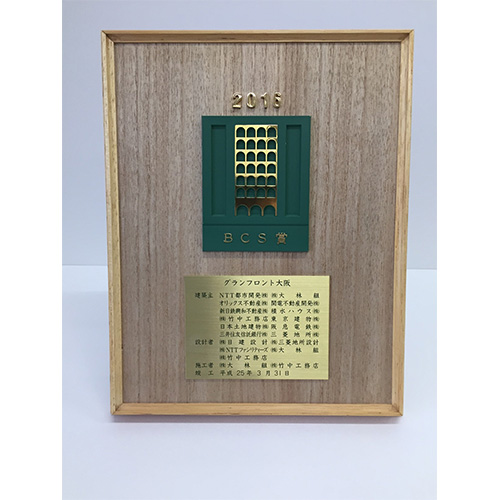 2016
BCS賞
グランフロント大阪
建築主 NTT都市開発㈱ ㈱大林組
オリックス不動産㈱ 関電不動産開発㈱
新日鉄興和不動産㈱ 積水ハウス㈱
㈱竹中工務店 東京建物㈱
日本土地建物㈱ 阪急電鉄㈱
三井住友信託銀行㈱ 三菱地所㈱
設計者 ㈱日建設計 ㈱三菱地所設計
㈱NTTファシリティーズ ㈱大林組
㈱竹中工務店
施工者 ㈱大林組 ㈱竹中工務店
竣工 平成25年3月31日